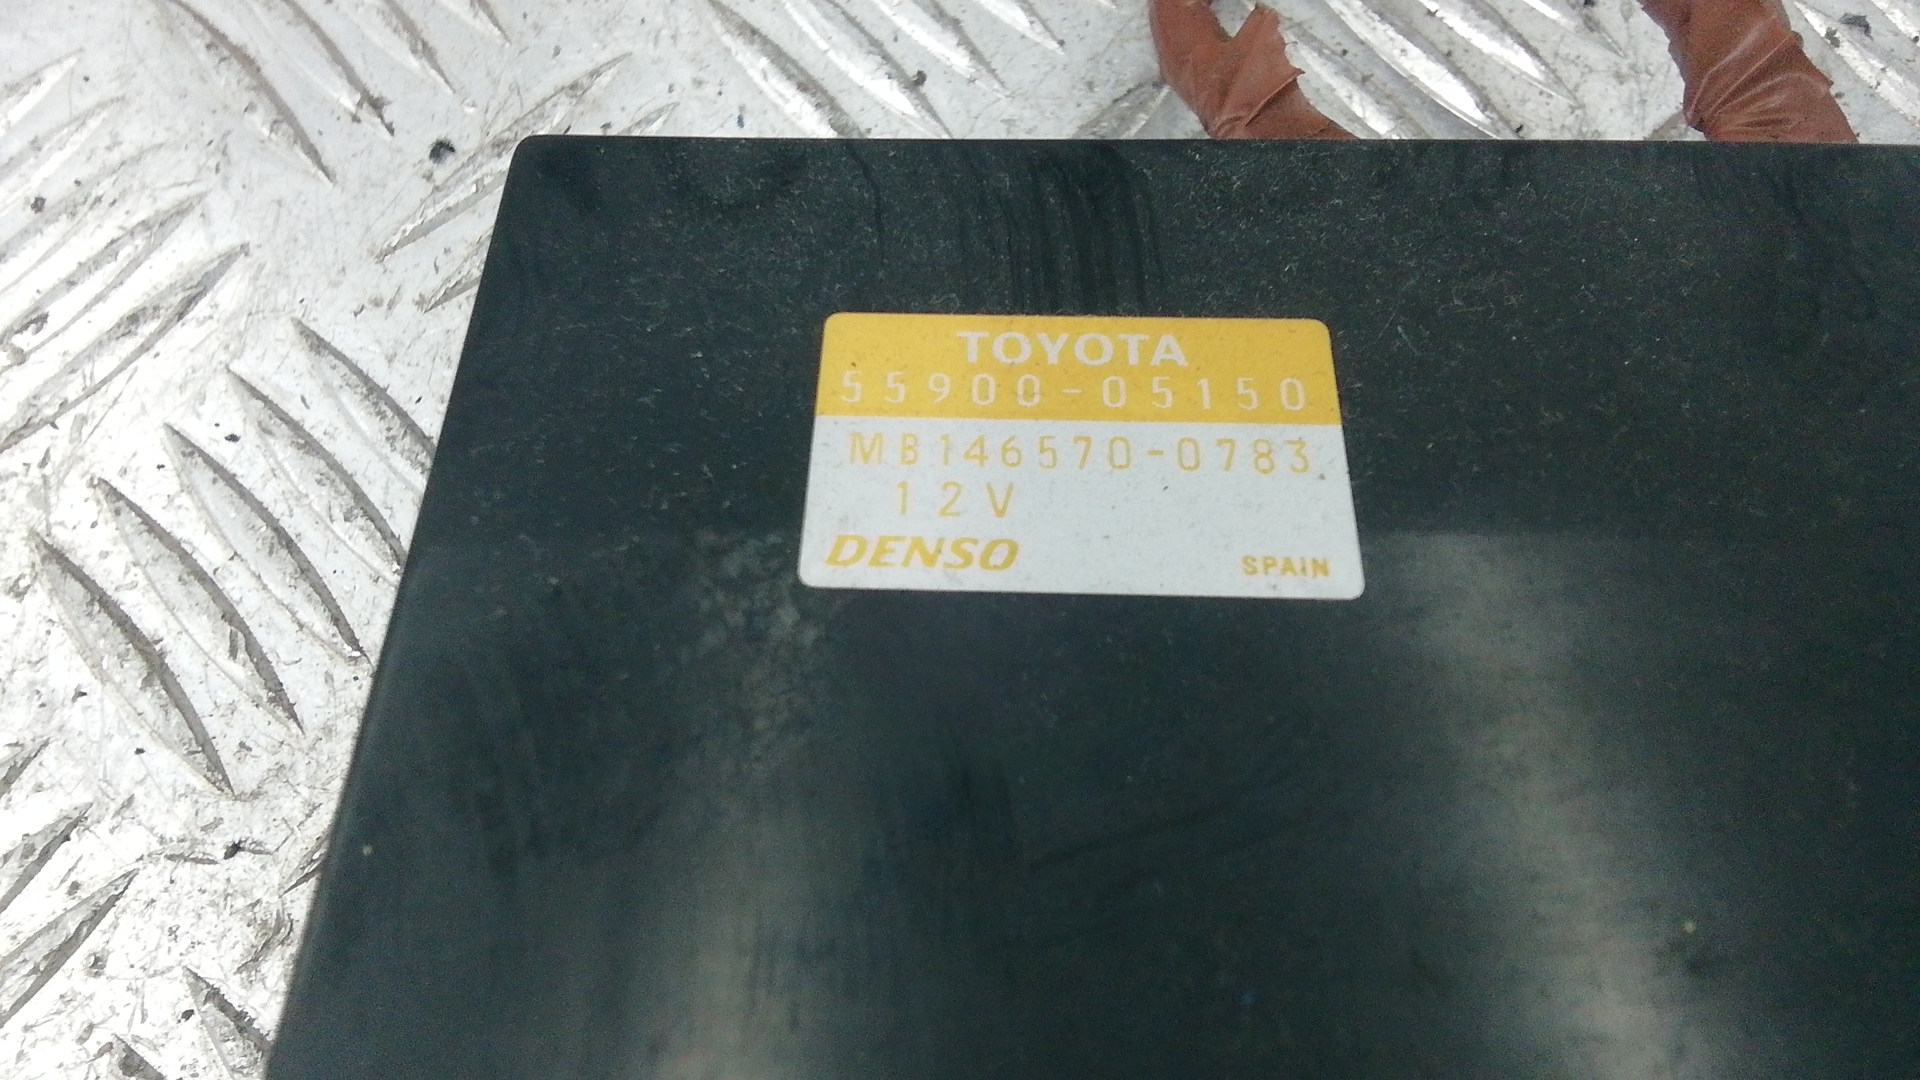 TOYOTA
55900-05150
MB146570-0783
12V
DENSO SPAIN